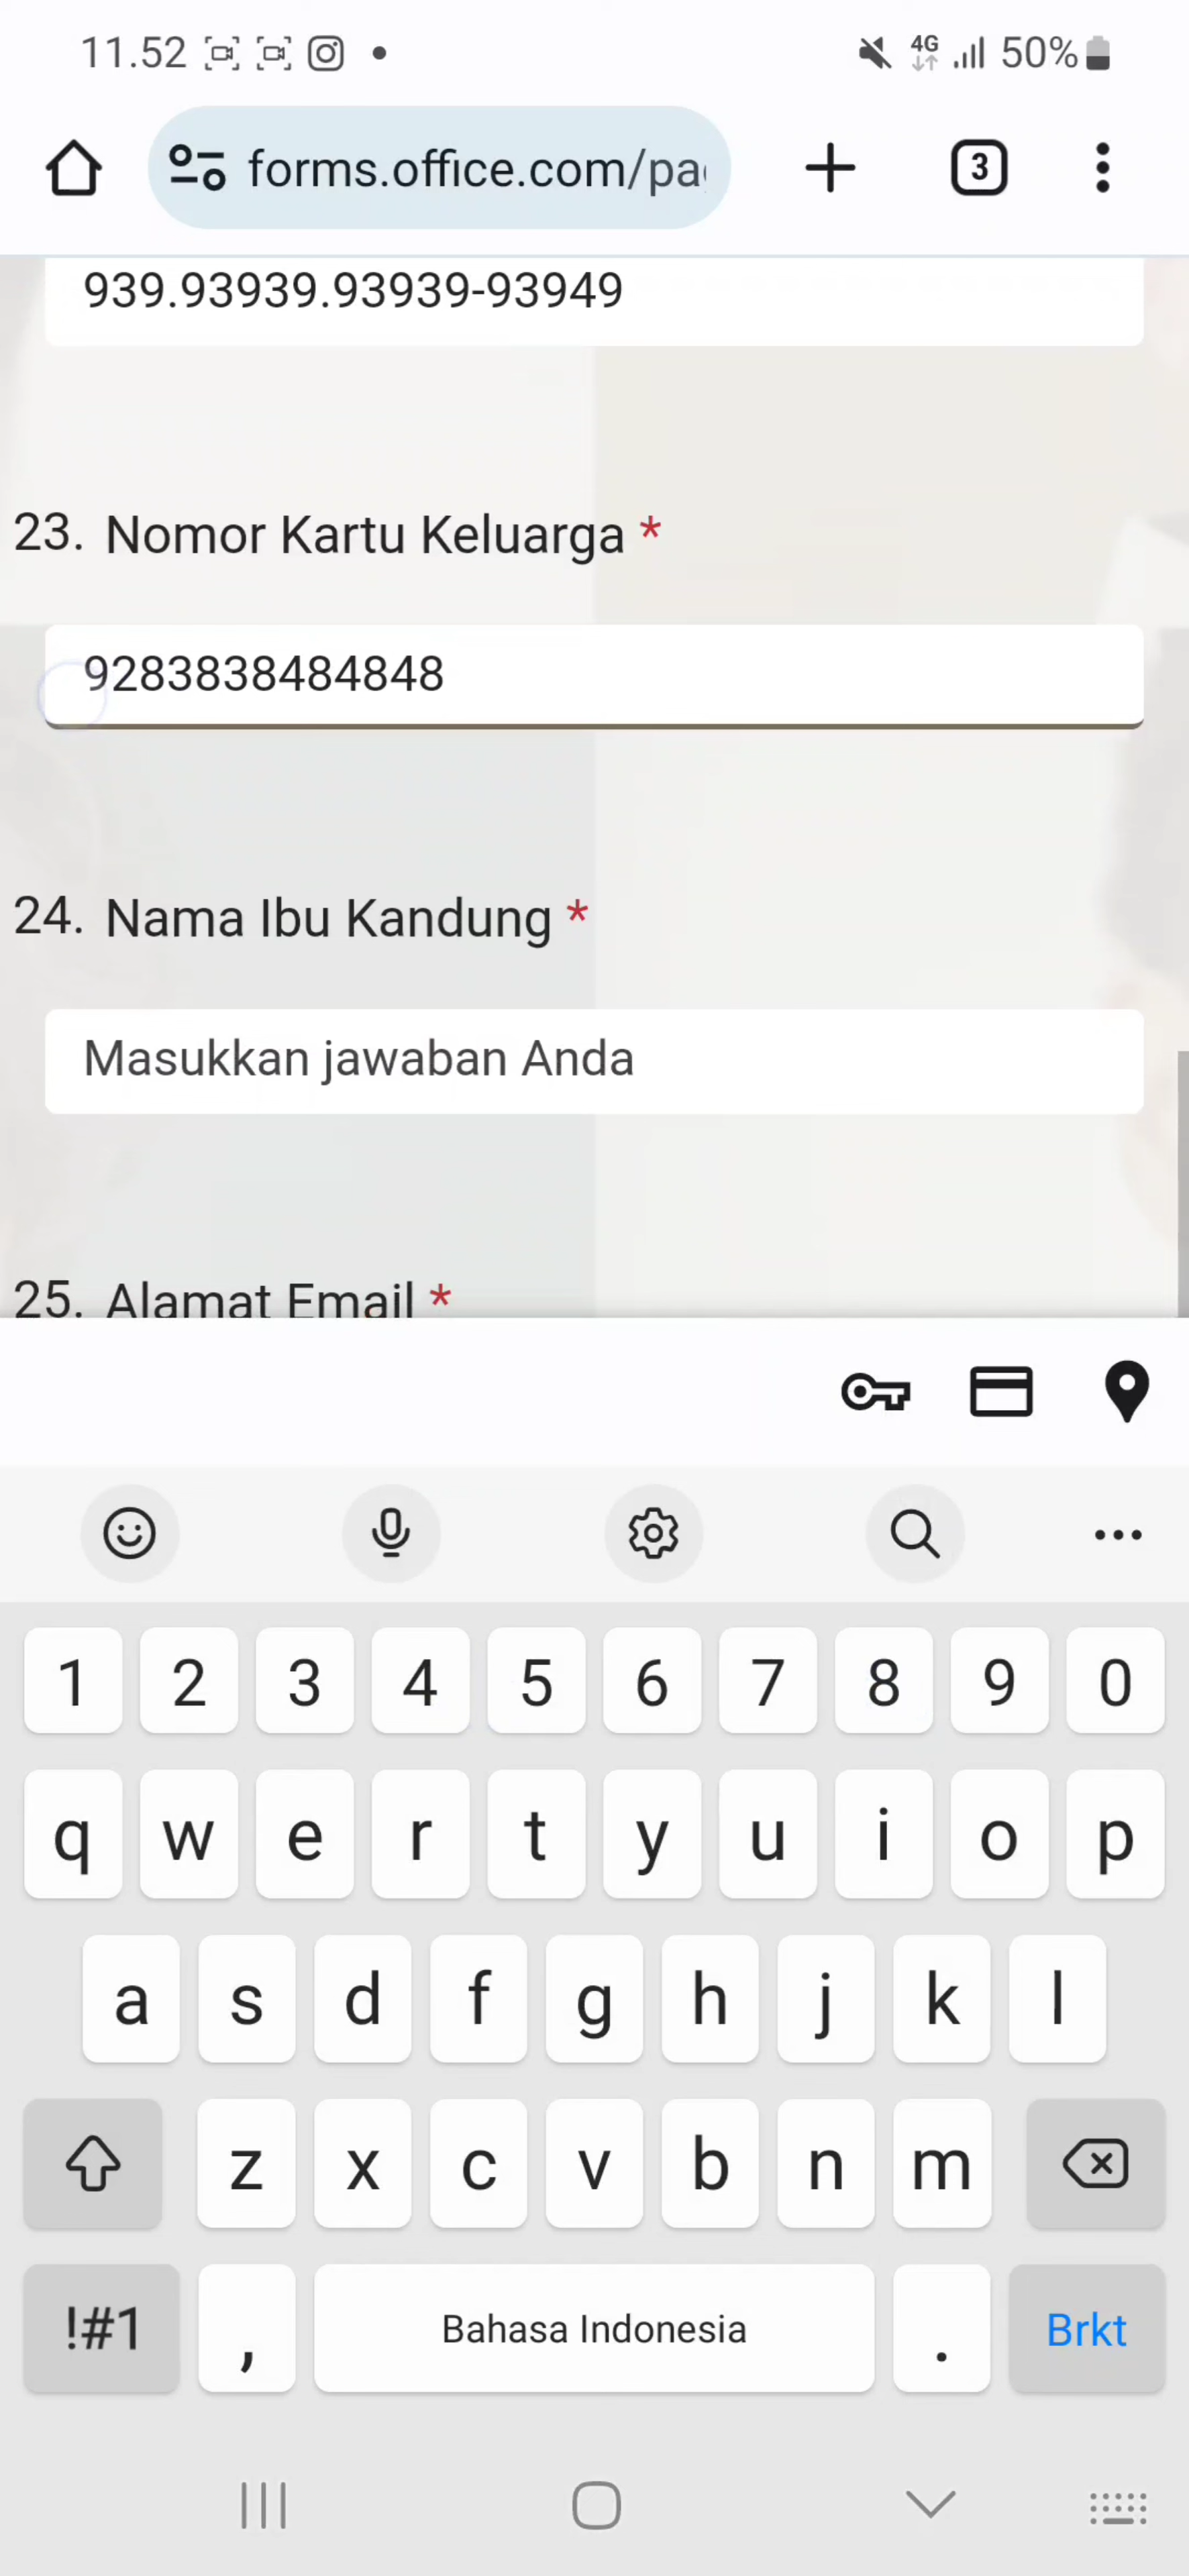 11.52
4G
50%
forms.office.com/pa
3
939.93939.93939-93949
23. Nomor Kartu Keluarga *
9283838484848
24. Nama Ibu Kandung *
Masukkan jawaban Anda
25. Alamat Email *
1 2 3 4 5 6 7 8 9 0
q w e r t y u i o p
a s d f g h j k l
z x c v b n m
!#1 , Bahasa Indonesia . Brkt